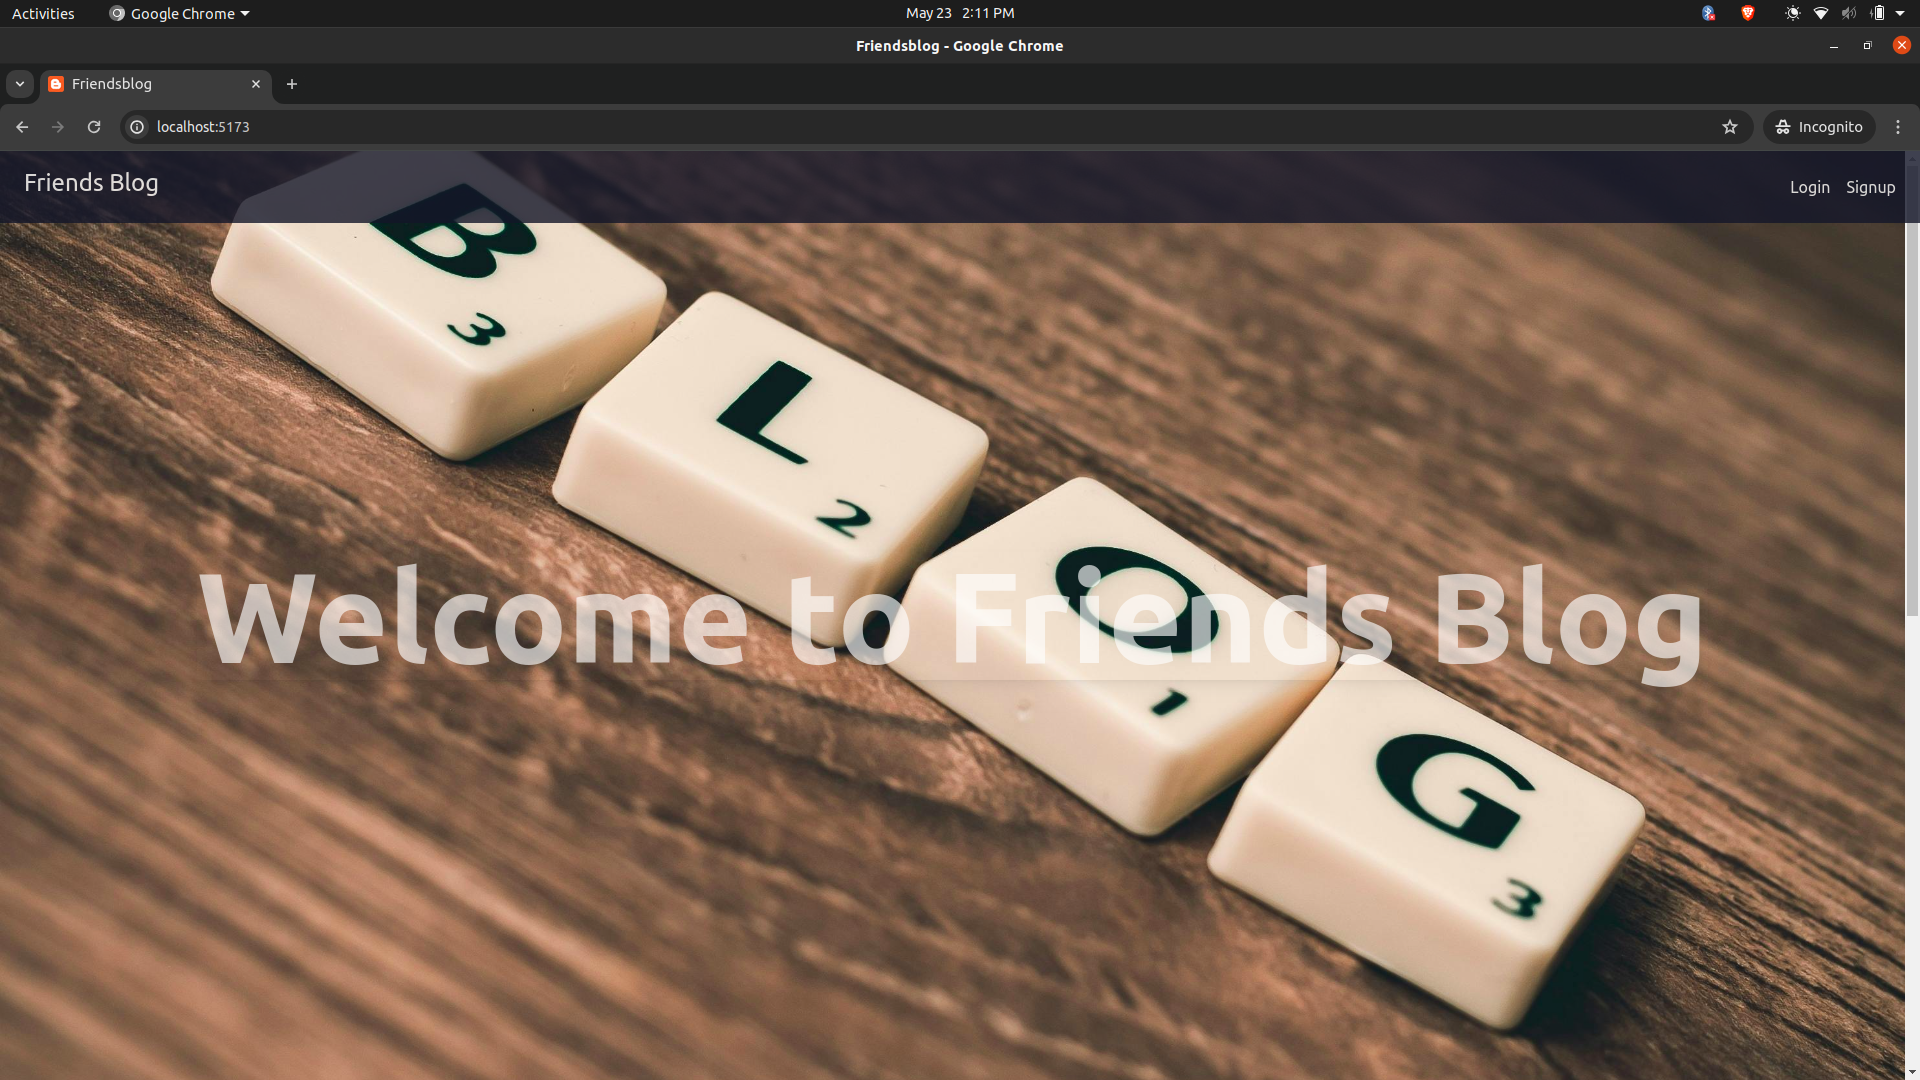 Activities Google Chrome May 23 2:11 PM
Friendsblog - Google Chrome
Friendsblog
localhost:5173 Incognito
Friends Blog Login Signup
B
3
L
2
O
1
G
3
Welcome to Friends Blog